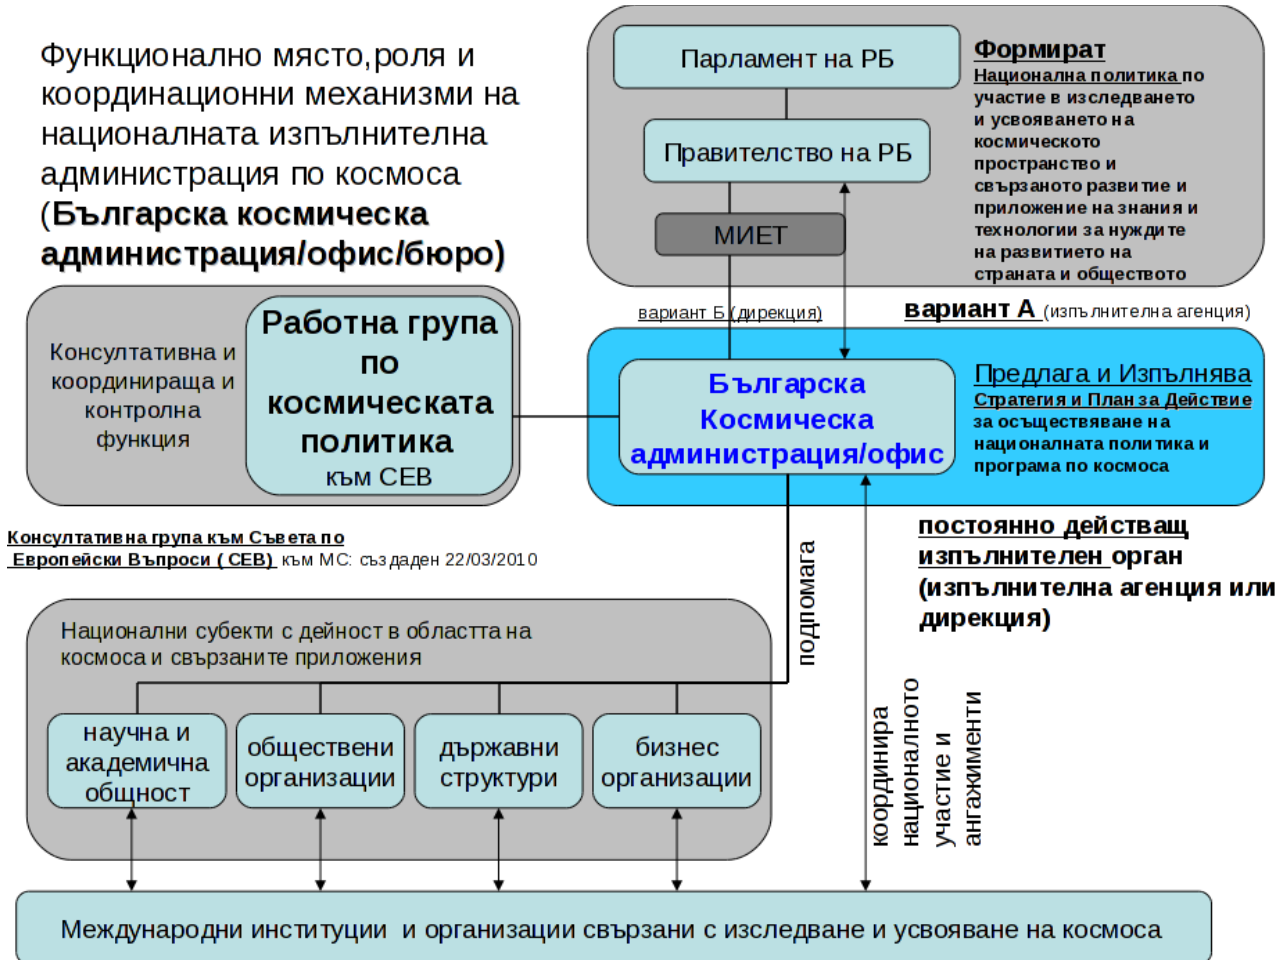 Функционално място,роля и
координационни механизми на
националната изпълнителна
администрация по космоса
(Българска космическа
администрация/офис/бюро)
Парламент на РБ
Правителство на РБ
МИЕТ
Формират
Национална политика по
участие в изследването
и усвояването на
космическото
пространство и
свързаното развитие и
приложение на знания и
технологии за нуждите
на развитието на
страната и обществото
вариант Б (дирекция)
вариант А (изпълнителна агенция)
Консултативна и
координираща и
контролна
функция
Работна група
по
космическата
политика
към СЕВ
Българска
Космическа
администрация/офис
Предлага и Изпълнява
Стратегия и План за Действие
за осъществяване на
националната политика и
програма по космоса
Консултативна група към Съвета по
Европейски Въпроси ( СЕВ) към МС: създаден 22/03/2010
постоянно действащ
изпълнителен орган
(изпълнителна агенция или
дирекция)
подпомага
координира
националното
участие и
ангажименти
Национални субекти с дейност в областта на
космоса и свързаните приложения
научна и
академична
общност
обществени
организации
държавни
структури
бизнес
организации
Международни институции и организации свързани с изследване и усвояване на космоса